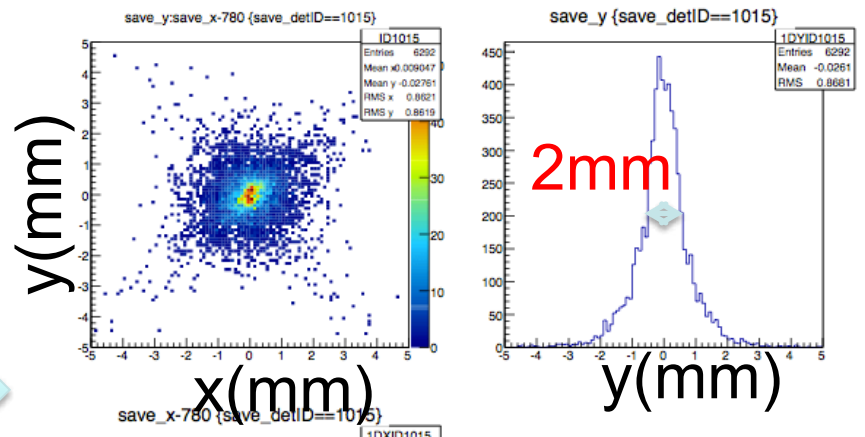 save_y:save_x-780 {save_detID==1015}
ID1015
Entries 6292
Mean x0.009047
Mean y -0.02761
RMS x 0.8621
RMS y 0.8619
5
4
3
2
1
0
-1
-2
-3
-4
-5
-5 -4 -3 -2 -1 0 1 2 3 4 5
40
30
20
10
0
y(mm)
x(mm)
save_y {save_detID==1015}
1DYID1015
Entries 6292
Mean -0.0261
RMS 0.8681
450
400
350
300
250
200
150
100
50
0
-5 -4 -3 -2 -1 0 1 2 3 4 5
2mm
y(mm)
save_x-780 {save_detID==1015}
1DXID1015